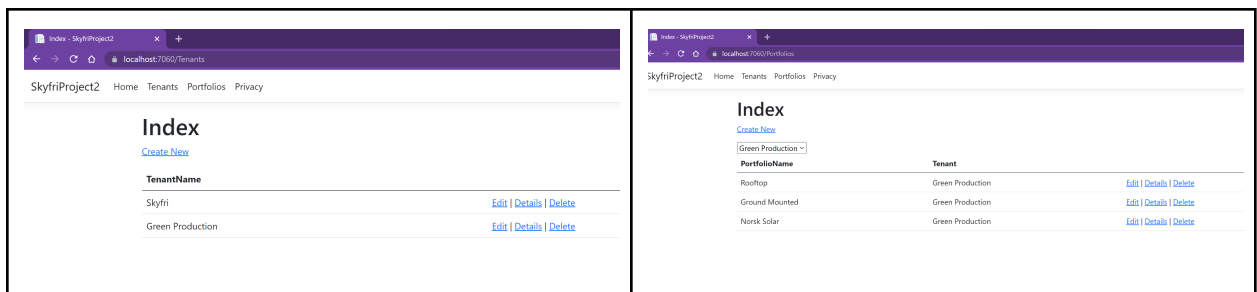 Index - SkyfriProject2
localhost:7060/Tenants
SkyfriProject2 Home Tenants Portfolios Privacy
Index
Create New
TenantName
Skyfri Edit | Details | Delete
Green Production Edit | Details | Delete
Index - SkyfriProject2
localhost:7060/Portfolios
SkyfriProject2 Home Tenants Portfolios Privacy
Index
Create New
Green Production
PortfolioName Tenant
Rooftop Green Production Edit | Details | Delete
Ground Mounted Green Production Edit | Details | Delete
Norsk Solar Green Production Edit | Details | Delete